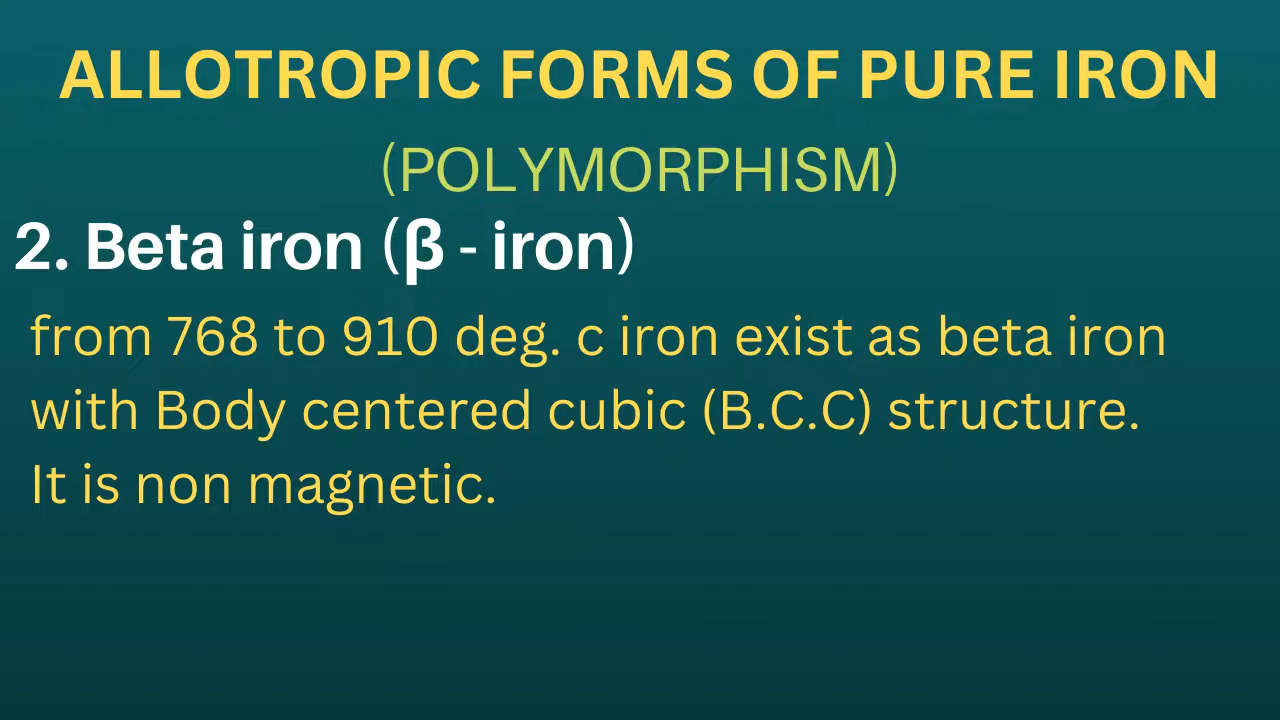 ALLOTROPIC FORMS OF PURE IRON
(POLYMORPHISM)
2. Beta iron (β - iron)
from 768 to 910 deg. c iron exist as beta iron
with Body centered cubic (B.C.C) structure.
It is non magnetic.